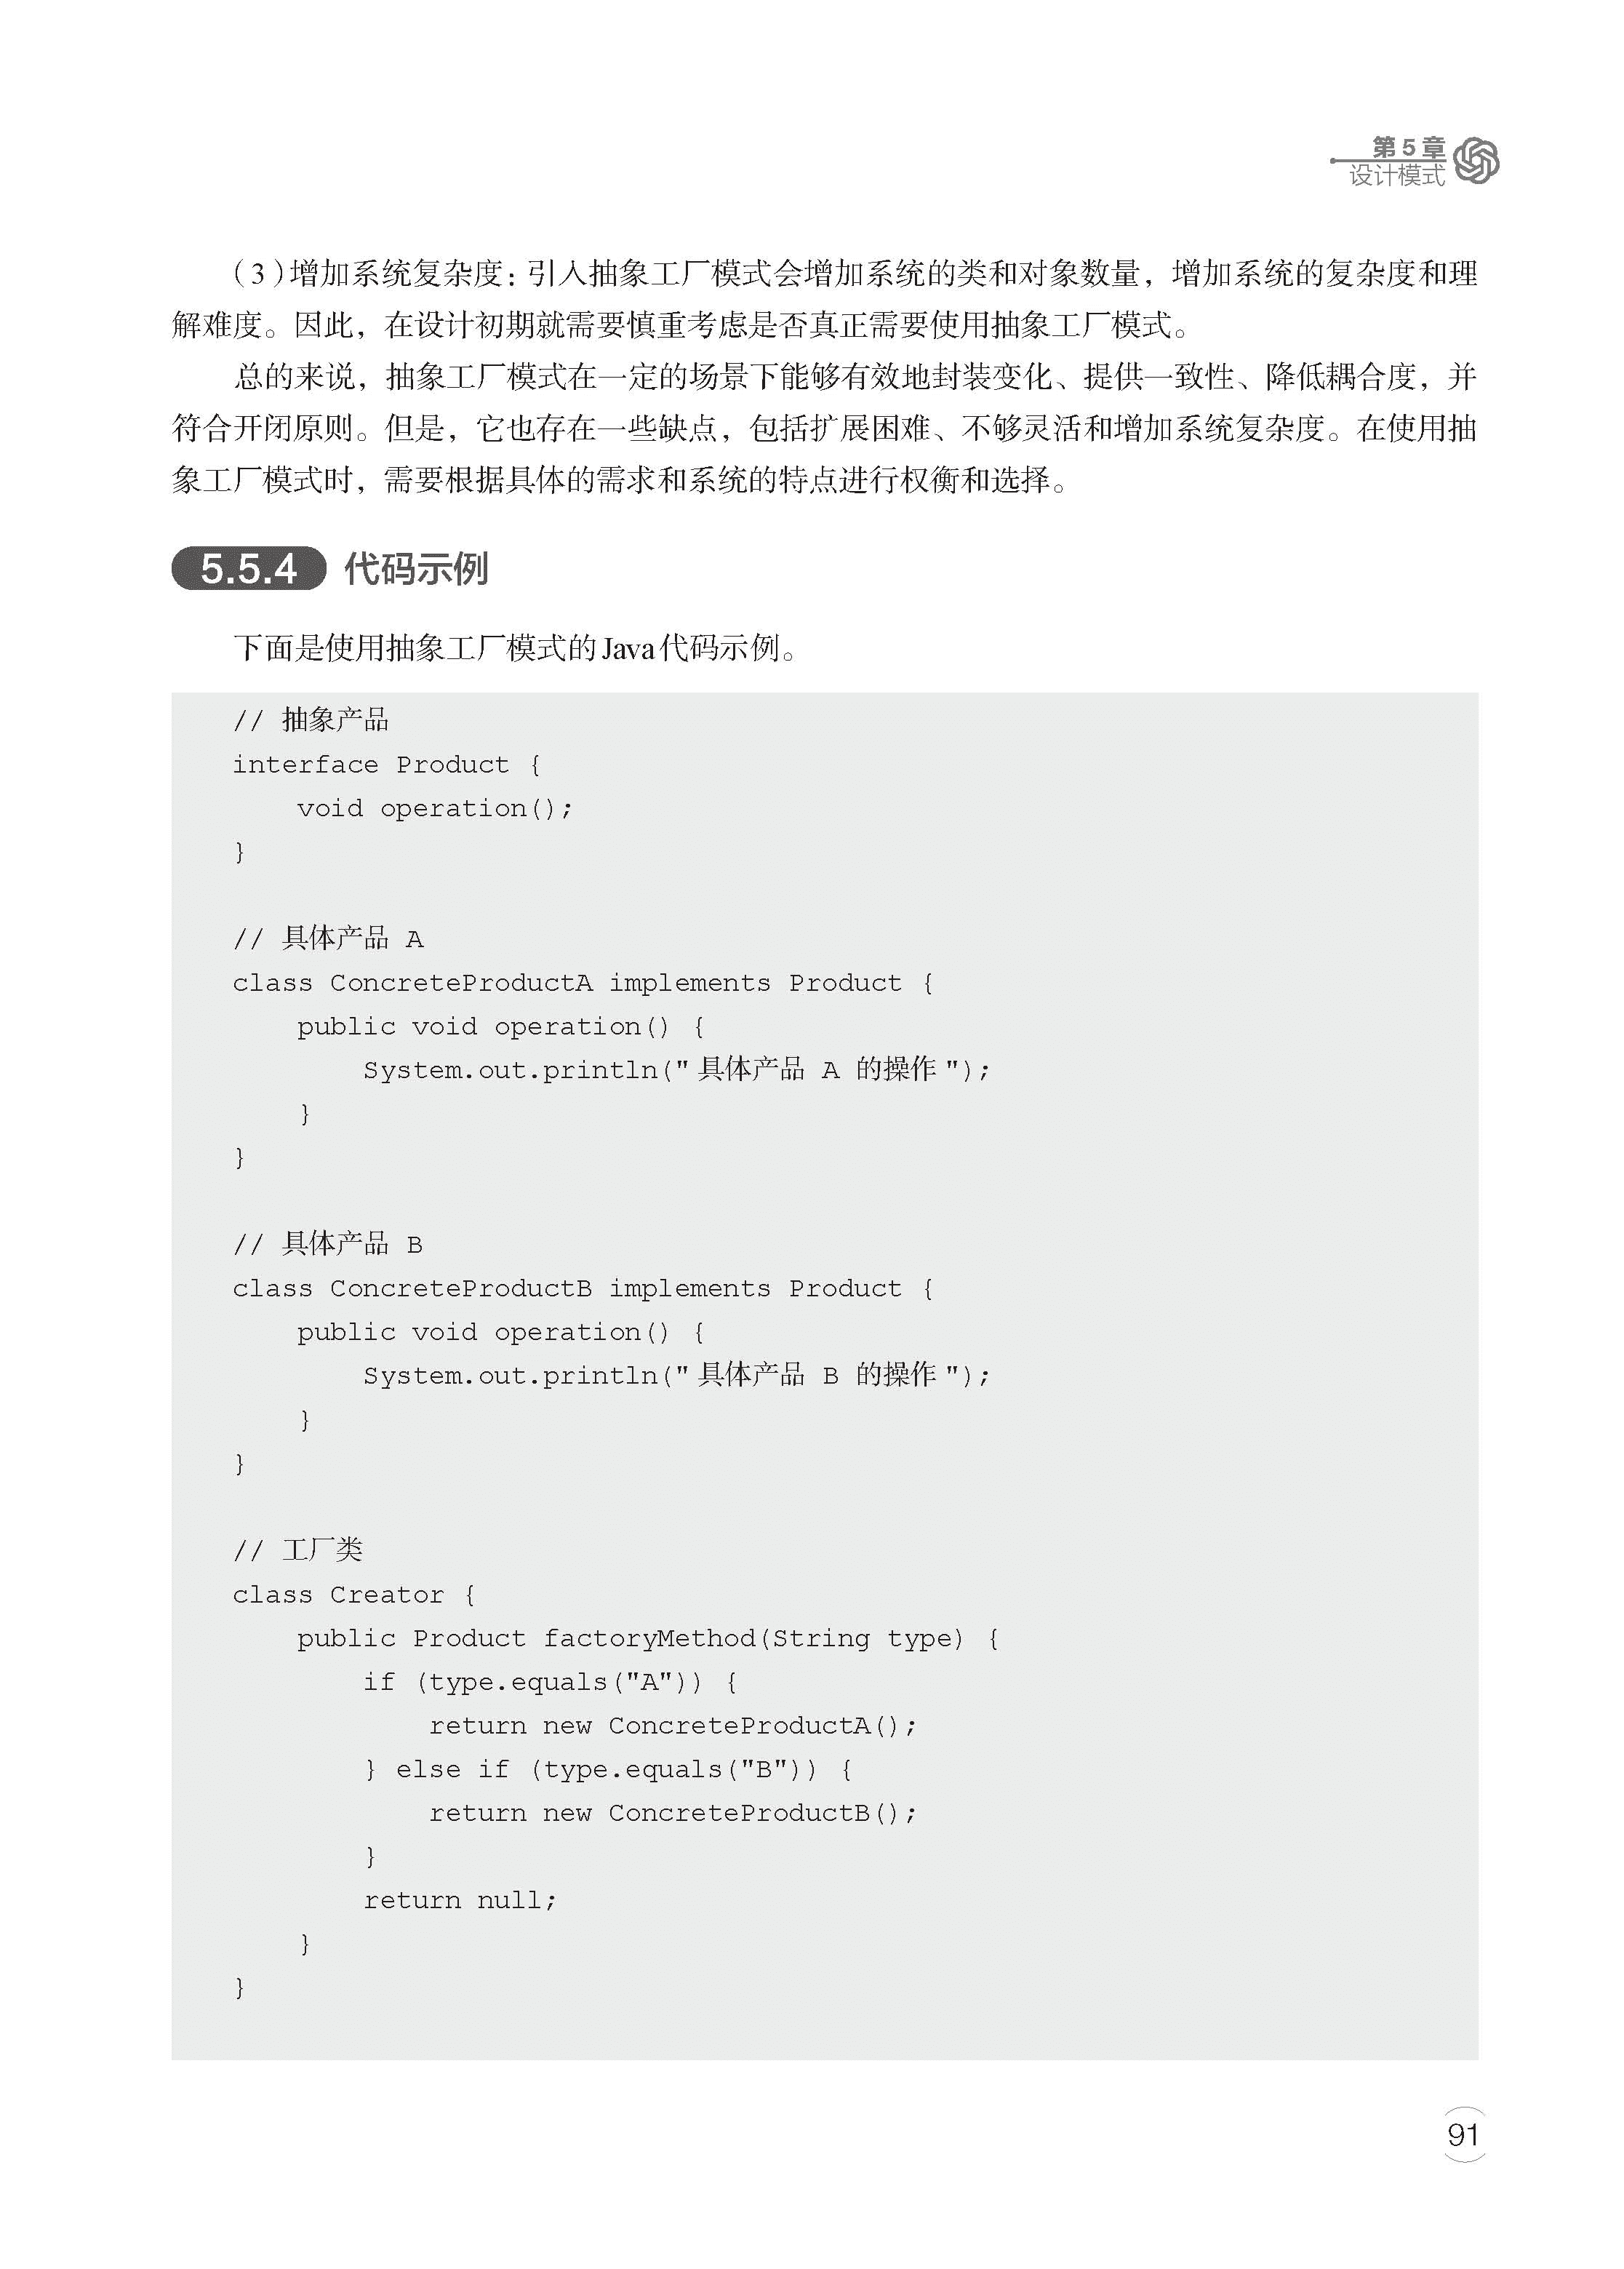 第5章
设计模式
（3）增加系统复杂度：引入抽象工厂模式会增加系统的类和对象数量，增加系统的复杂度和理
解难度。因此，在设计初期就需要慎重考虑是否真正需要使用抽象工厂模式。
总的来说，抽象工厂模式在一定的场景下能够有效地封装变化、提供一致性、降低耦合度，并
符合开闭原则。但是，它也存在一些缺点，包括扩展困难、不够灵活和增加系统复杂度。在使用抽
象工厂模式时，需要根据具体的需求和系统的特点进行权衡和选择。
5.5.4 代码示例
下面是使用抽象工厂模式的Java代码示例。
// 抽象产品
interface Product {
    void operation();
}

// 具体产品 A
class ConcreteProductA implements Product {
    public void operation() {
        System.out.println("具体产品 A 的操作");
    }
}

// 具体产品 B
class ConcreteProductB implements Product {
    public void operation() {
        System.out.println("具体产品 B 的操作");
    }
}

// 工厂类
class Creator {
    public Product factoryMethod(String type) {
        if (type.equals("A")) {
            return new ConcreteProductA();
        } else if (type.equals("B")) {
            return new ConcreteProductB();
        }
        return null;
    }
}
91